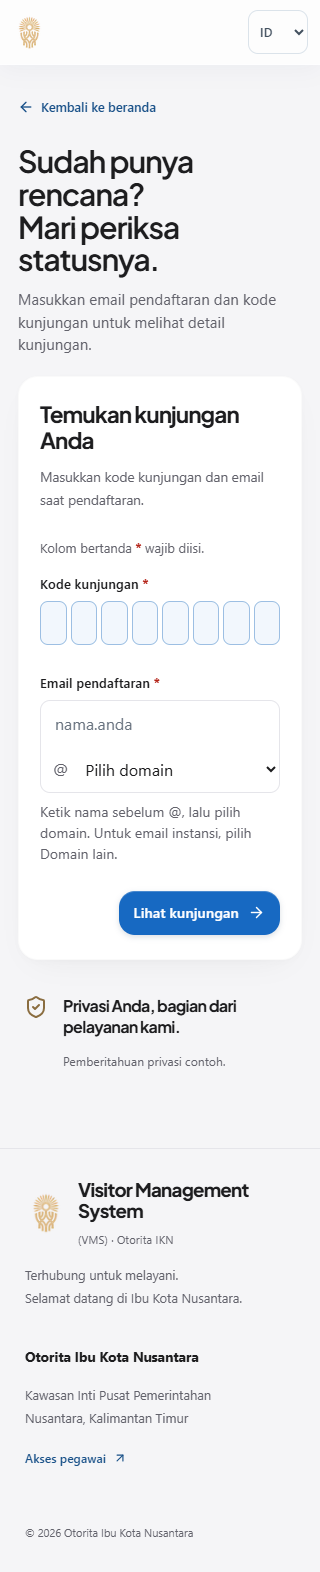 ID
Kembali ke beranda
Sudah punya
rencana?
Mari periksa
statusnya.
Masukkan email pendaftaran dan kode
kunjungan untuk melihat detail
kunjungan.
Temukan kunjungan
Anda
Masukkan kode kunjungan dan email
saat pendaftaran.
Kolom bertanda * wajib diisi.
Kode kunjungan *
Email pendaftaran *
nama.anda
@ Pilih domain
Ketik nama sebelum @, lalu pilih
domain. Untuk email instansi, pilih
Domain lain.
Lihat kunjungan
Privasi Anda, bagian dari
pelayanan kami.
Pemberitahuan privasi contoh.
Visitor Management
System
(VMS) · Otorita IKN
Terhubung untuk melayani.
Selamat datang di Ibu Kota Nusantara.
Otorita Ibu Kota Nusantara
Kawasan Inti Pusat Pemerintahan
Nusantara, Kalimantan Timur
Akses pegawai
© 2026 Otorita Ibu Kota Nusantara